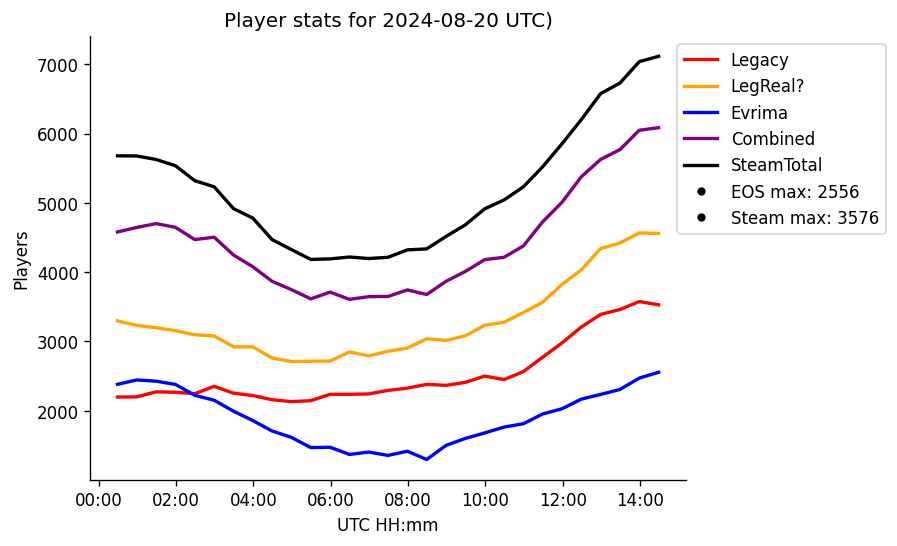 Player stats for 2024-08-20 UTC)
7000
6000
5000
4000
3000
2000
Players
00:00 02:00 04:00 06:00 08:00 10:00 12:00 14:00
UTC HH:mm
Legacy
LegReal?
Evrima
Combined
SteamTotal
EOS max: 2556
Steam max: 3576